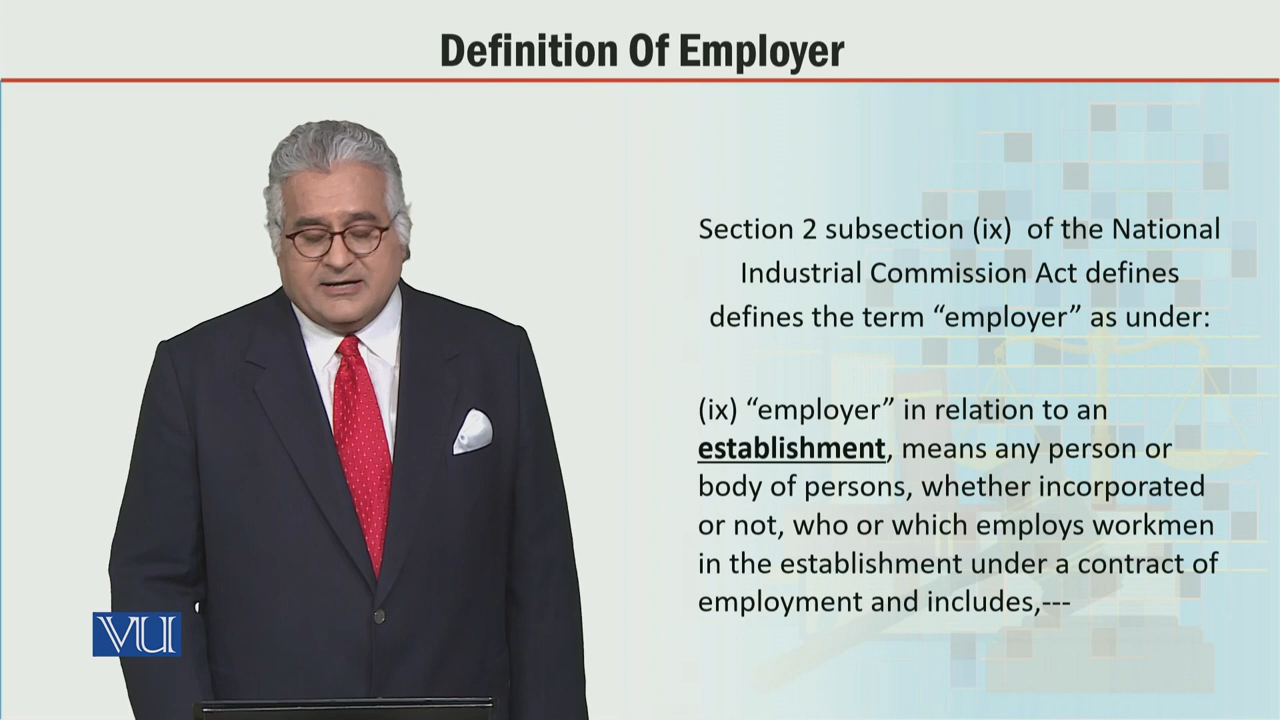 Definition Of Employer
Section 2 subsection (ix) of the National
Industrial Commission Act defines
defines the term “employer” as under:
(ix) “employer” in relation to an
establishment, means any person or
body of persons, whether incorporated
or not, who or which employs workmen
in the establishment under a contract of
employment and includes,---
VU